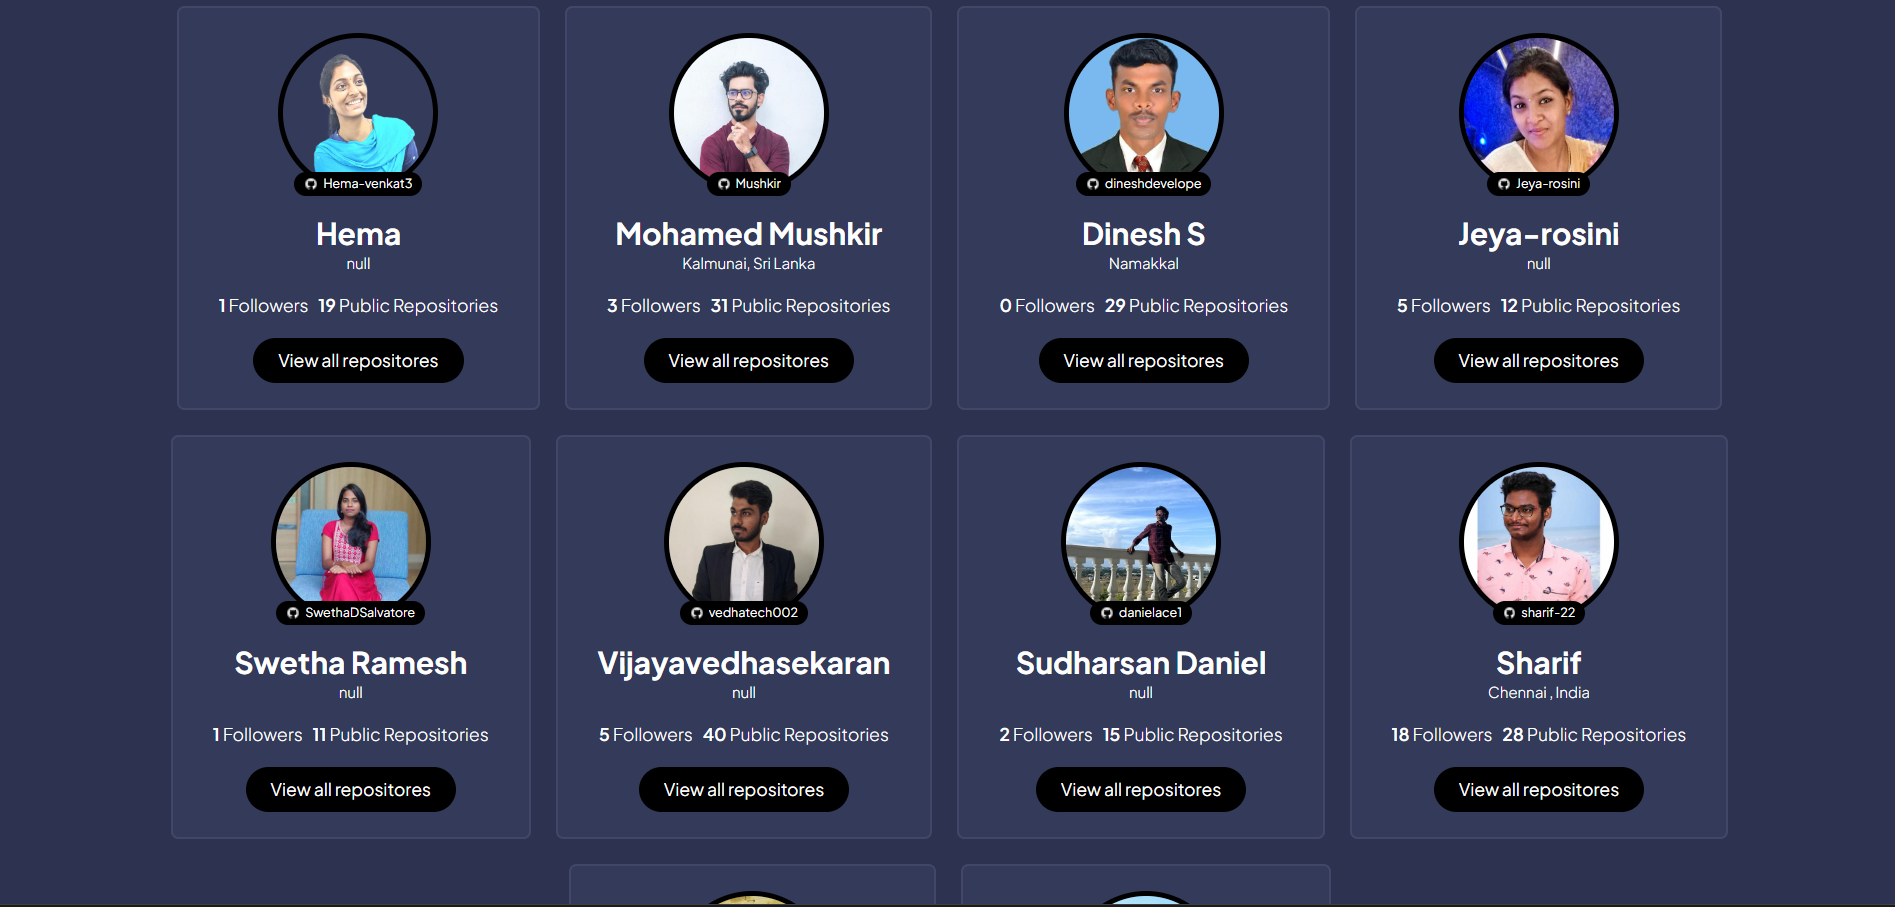 Hema-venkat3
Hema
null
1 Followers 19 Public Repositories
View all repositores
Mushkir
Mohamed Mushkir
Kalmunai, Sri Lanka
3 Followers 31 Public Repositories
View all repositores
dineshdevelope
Dinesh S
Namakkal
0 Followers 29 Public Repositories
View all repositores
Jeya-rosini
Jeya-rosini
null
5 Followers 12 Public Repositories
View all repositores
SwethaDSalvatore
Swetha Ramesh
null
1 Followers 11 Public Repositories
View all repositores
vedhatech002
Vijayavedhasekaran
null
5 Followers 40 Public Repositories
View all repositores
danielace1
Sudharsan Daniel
null
2 Followers 15 Public Repositories
View all repositores
sharif-22
Sharif
Chennai , India
18 Followers 28 Public Repositories
View all repositores